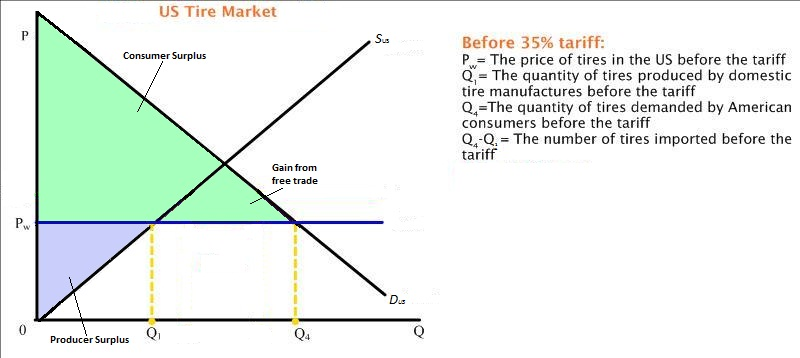 US Tire Market
P
Sus
Consumer Surplus
Gain from
free trade
Pw
Dus
0
Producer Surplus
Q1
Q4
Q
Before 35% tariff:
Pw= The price of tires in the US before the tariff
Q1= The quantity of tires produced by domestic
tire manufactures before the tariff
Q4=The quantity of tires demanded by American
consumers before the tariff
Q4-Q1= The number of tires imported before the
tariff